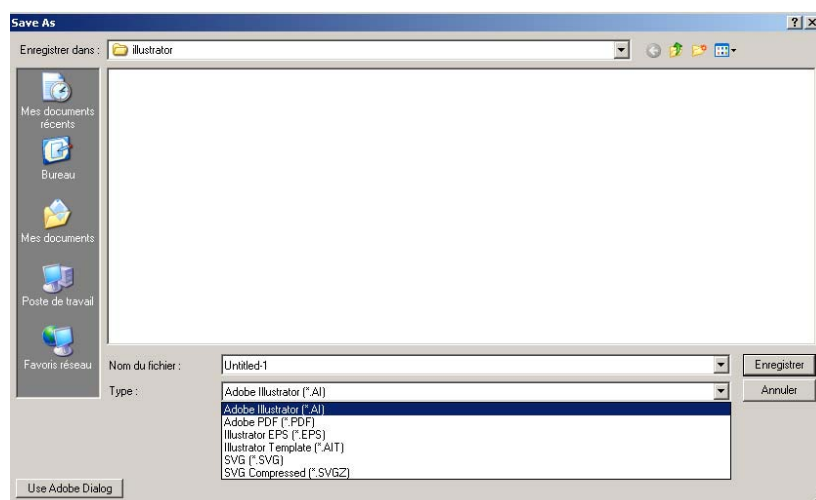 Save As
Enregistrer dans :
illustrator
Mes documents
récents
Bureau
Mes documents
Poste de travail
Favoris réseau
Nom du fichier :
Untitled-1
Enregistrer
Type :
Adobe Illustrator (*.AI)
Annuler
Adobe Illustrator (*.AI)
Adobe PDF (*.PDF)
Illustrator EPS (*.EPS)
Illustrator Template (*.AIT)
SVG (*.SVG)
SVG Compressed (*.SVGZ)
Use Adobe Dialog